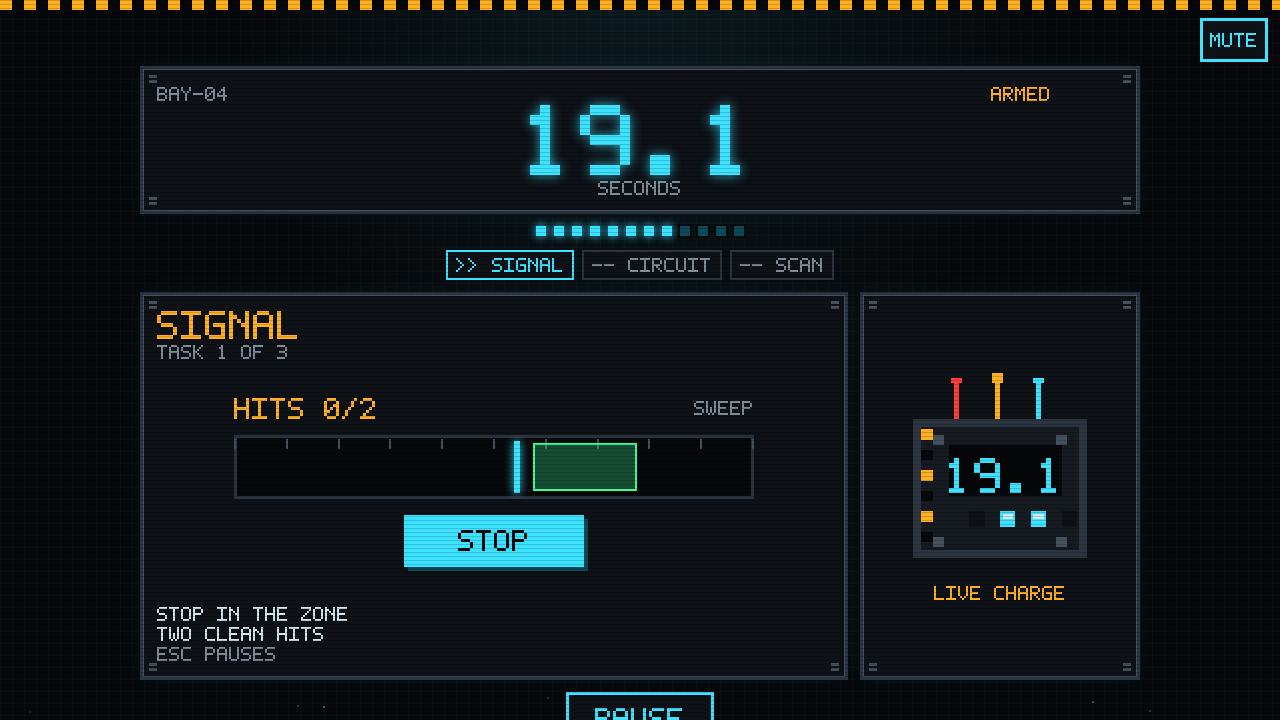 MUTE
BAY-04
ARMED
19.1
SECONDS
>> SIGNAL
-- CIRCUIT
-- SCAN
SIGNAL
TASK 1 OF 3
HITS 0/2
SWEEP
STOP
STOP IN THE ZONE
TWO CLEAN HITS
ESC PAUSES
19.1
LIVE CHARGE
PAUSE